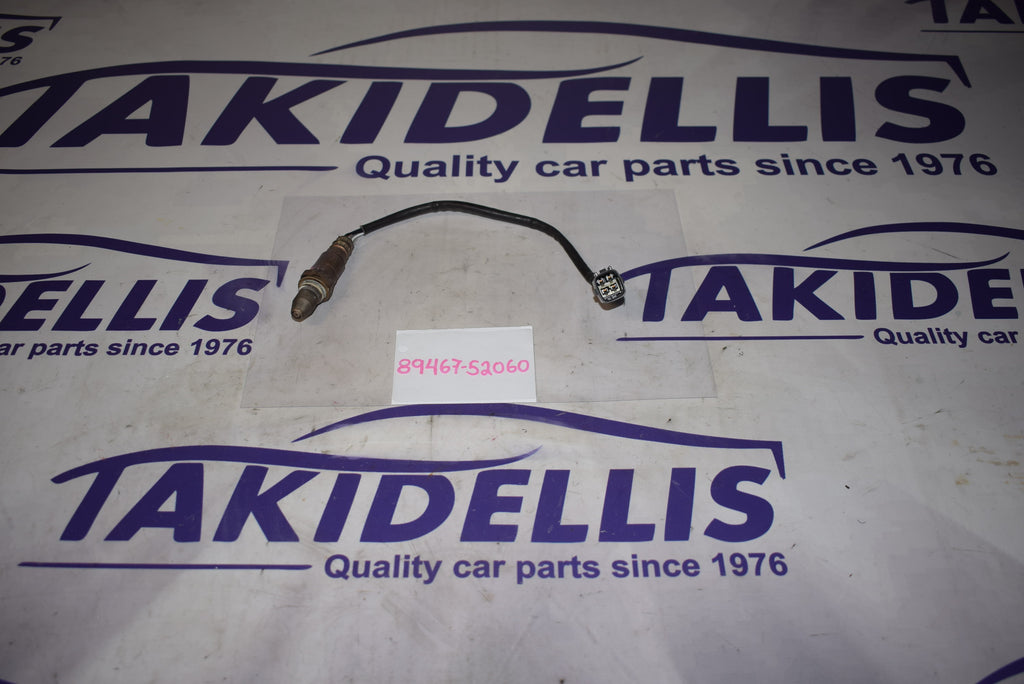 TAKIDELLIS
Quality car parts since 1976
TAKIDE
Quality car
ELLIS
ar parts since 1976
89467-52060
TAKIDELLIS
Quality car parts since 1976